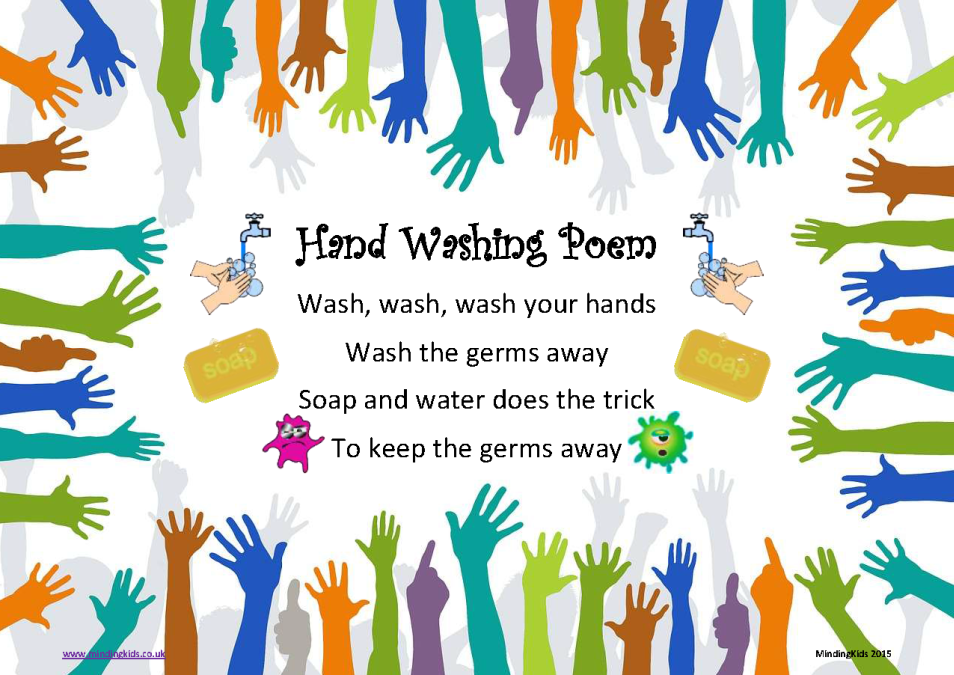 Hand Washing Poem
Wash, wash, wash your hands
Wash the germs away
soap
soap
Soap and water does the trick
To keep the germs away
www.mindingkids.co.uk
MindingKids 2015